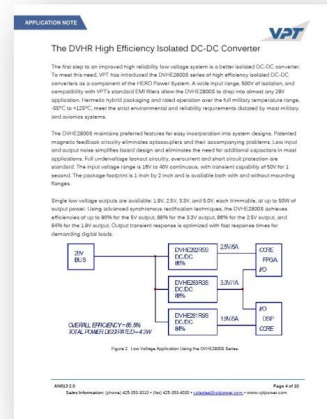 APPLICATION NOTE
VPT
The DVHR High Efficiency Isolated DC-DC Converter
The first step to an improved high reliability low voltage system is a better isolated DC-DC converter.
To meet this need, VPT has introduced the DVHE2800S series of high efficiency isolated DC-DC
converters as a component of the HERO Power System. A wide input range, 500V of isolation, and
compatibility with VPT's standard EMI filters allow the DVHE2800S to drop into almost any 28V
application. Hermetic hybrid packaging and rated operation over the full military temperature range,
-55ºC to +125ºC, meet the strict environmental and reliability requirements dictated by most military
and avionics systems.
The DVHE2800S maintains preferred features for easy incorporation into system designs. Patented
magnetic feedback circuitry eliminates optocouplers and their accompanying problems. Low input
and output noise simplifies board design and eliminates the need for additional capacitors in most
applications. Full undervoltage lockout circuitry, overcurrent and short circuit protection are
standard. The input voltage range is 16V to 40V continuous, with transient capability of 50V for 1
second. The package footprint is 1 inch by 2 inch and is available both with and without mounting
flanges.
Single low voltage outputs are available: 1.8V, 2.5V, 3.3V, and 5.0V, each trimmable, at up to 50W of
output power. Using advanced synchronous rectification techniques, the DVHE2800S achieves
efficiencies of up to 90% for the 5V output, 88% for the 3.3V output, 86% for the 2.5V output, and
84% for the 1.8V output. Output transient response is optimized with fast response times for
demanding digital loads.
28V
BUS
DC/DC
86%
2.5V/5A
CORE
FPGA
I/O
DC/DC
88%
3.3V/1A
DC/DC
84%
1.9V/5A
I/O
DSP
CORE
OVERALL EFFICIENCY = 85.5%
Figure 2. Low Voltage Application Using the DVHE2800S Series.
AN013 2.0
Page 4 of 10